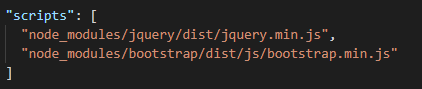 "scripts": [
"node_modules/jquery/dist/jquery.min.js",
"node_modules/bootstrap/dist/js/bootstrap.min.js"
]